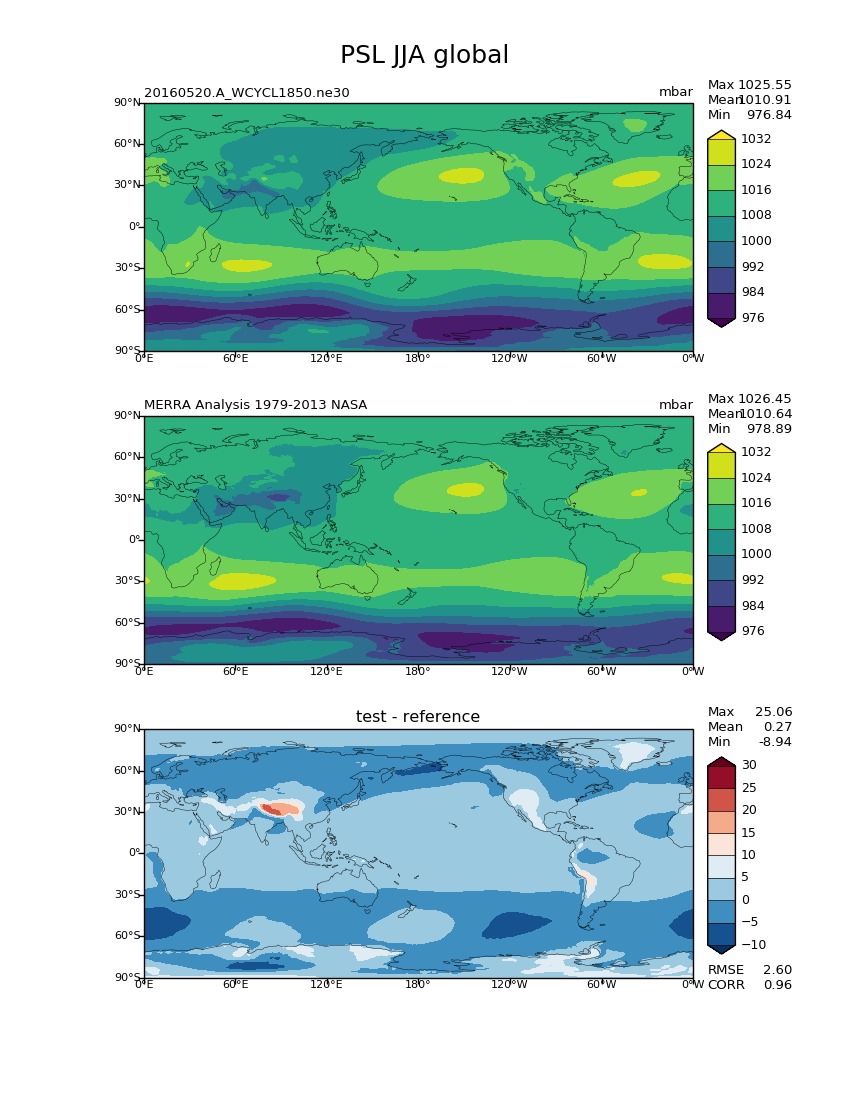 PSL JJA global
20160520.A_WCYCL1850.ne30
mbar
Max 1025.55
Mean 1010.91
Min 976.84
90°N
60°N
30°N
0°
30°S
60°S
90°S
0°E
60°E
120°E
180°
120°W
60°W
0°W
1032
1024
1016
1008
1000
992
984
976
MERRA Analysis 1979-2013 NASA
mbar
Max 1026.45
Mean 1010.64
Min 978.89
90°N
60°N
30°N
0°
30°S
60°S
90°S
0°E
60°E
120°E
180°
120°W
60°W
0°W
1032
1024
1016
1008
1000
992
984
976
test - reference
Max 25.06
Mean 0.27
Min -8.94
90°N
60°N
30°N
0°
30°S
60°S
90°S
0°E
60°E
120°E
180°
120°W
60°W
0°W
30
25
20
15
10
5
0
−5
−10
RMSE 2.60
CORR 0.96